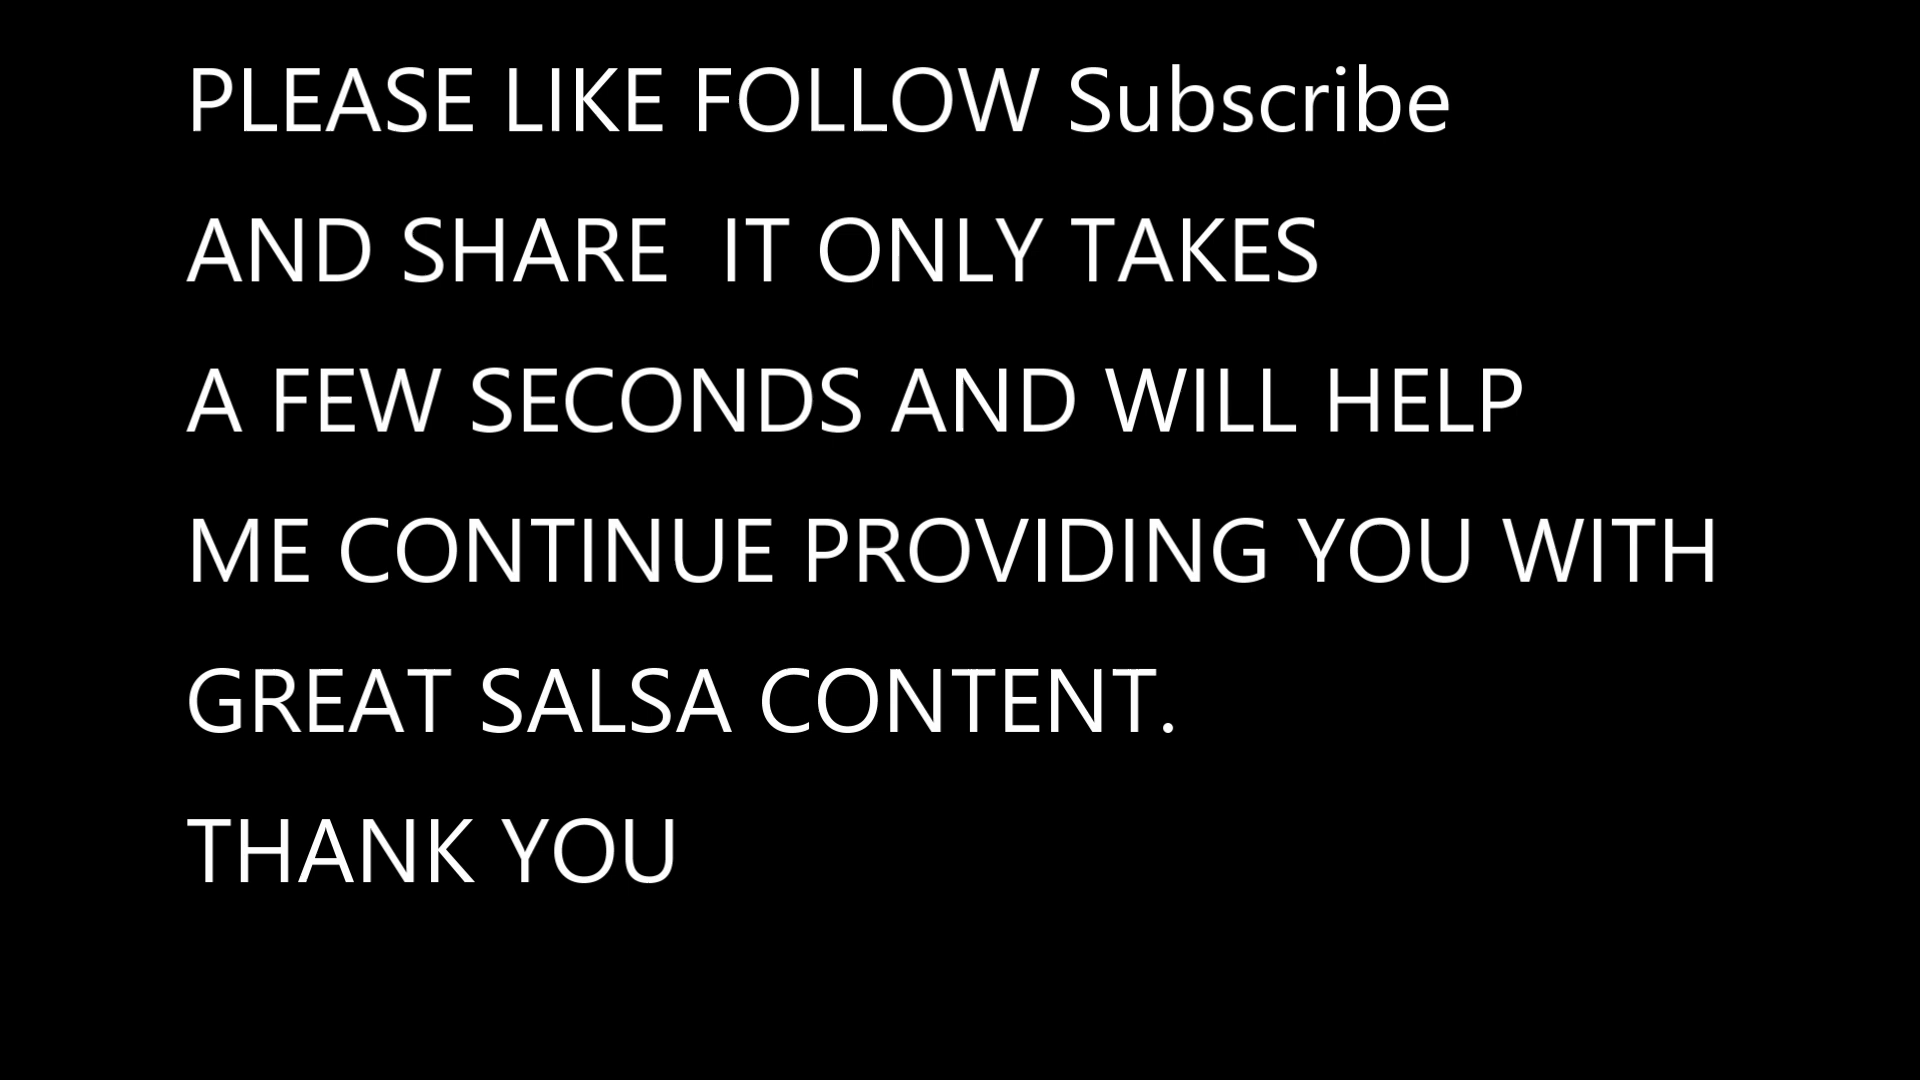 PLEASE LIKE FOLLOW Subscribe
AND SHARE  IT ONLY TAKES
A FEW SECONDS AND WILL HELP
ME CONTINUE PROVIDING YOU WITH
GREAT SALSA CONTENT.
THANK YOU